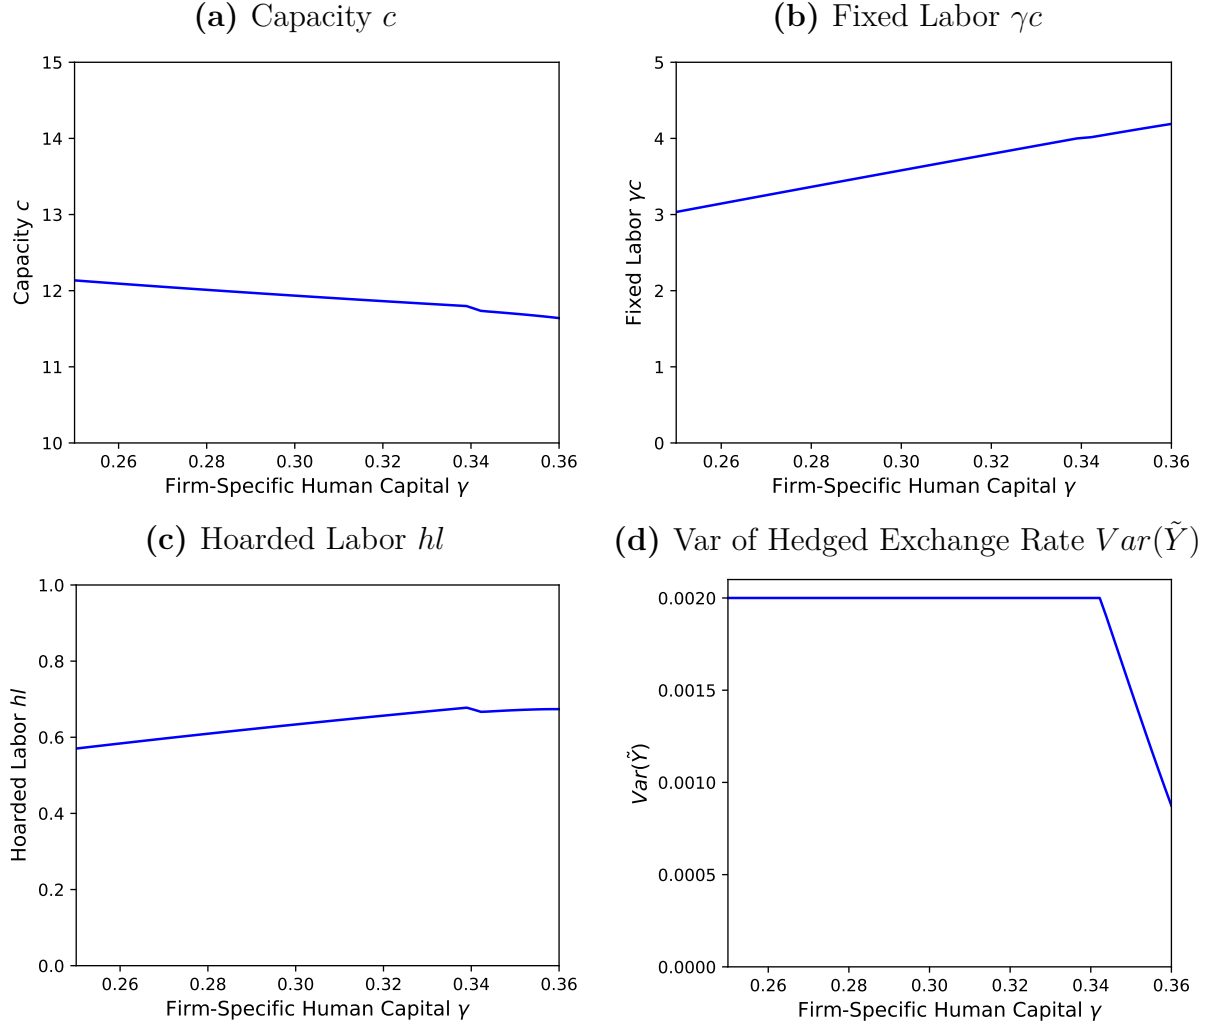 (a) Capacity c
15
14
13
12
11
10
Capacity c
0.26 0.28 0.30 0.32 0.34 0.36
Firm-Specific Human Capital γ
(b) Fixed Labor γc
5
4
3
2
1
0
Fixed Labor γc
0.26 0.28 0.30 0.32 0.34 0.36
Firm-Specific Human Capital γ
(c) Hoarded Labor hl
1.0
0.8
0.6
0.4
0.2
0.0
Hoarded Labor hl
0.26 0.28 0.30 0.32 0.34 0.36
Firm-Specific Human Capital γ
(d) Var of Hedged Exchange Rate Var(Ỹ)
0.0020
0.0015
0.0010
0.0005
0.0000
Var(Ỹ)
0.26 0.28 0.30 0.32 0.34 0.36
Firm-Specific Human Capital γ